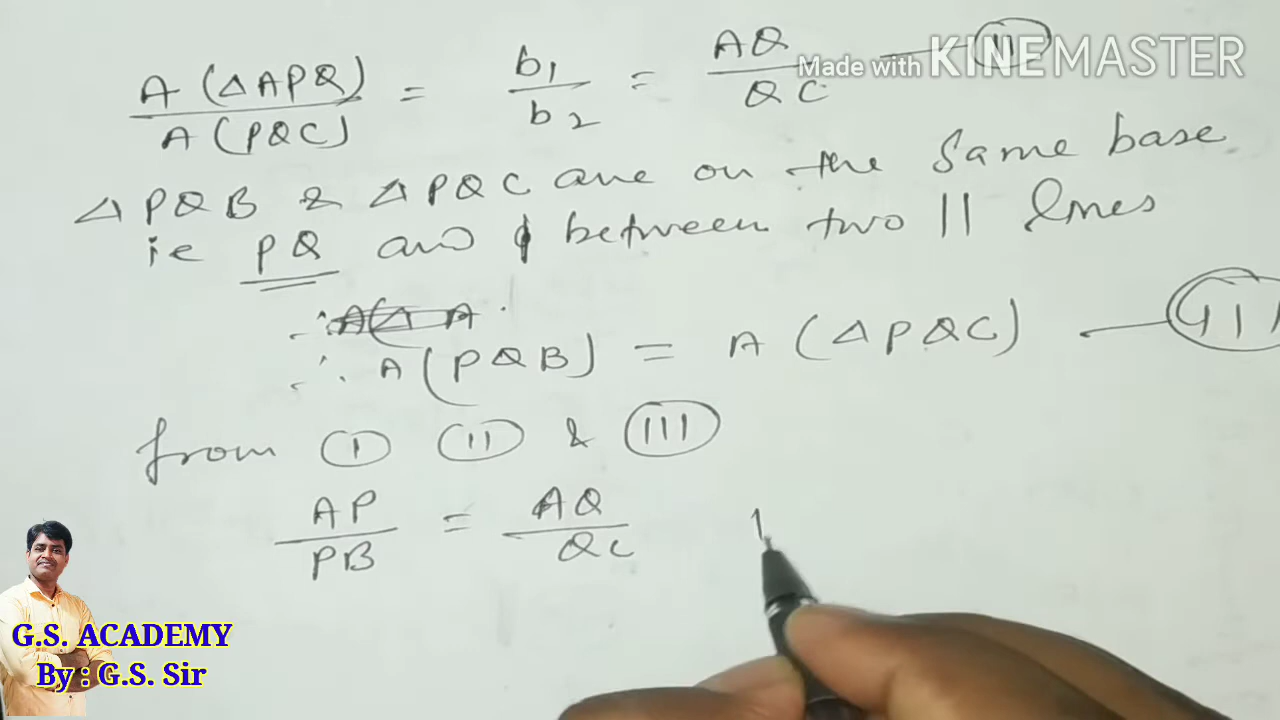 A (△APQ) / A (PQC) = b1 / b2 = AQ / QC — II
Made with KINEMASTER
△ PQB & △ PQC are on the same base
ie PQ and between two || lines
∴ A(△ A
∴ A (PQB) = A (△PQC) — III
from I II & III
AP / PB = AQ / QC
G.S. ACADEMY
By : G.S. Sir